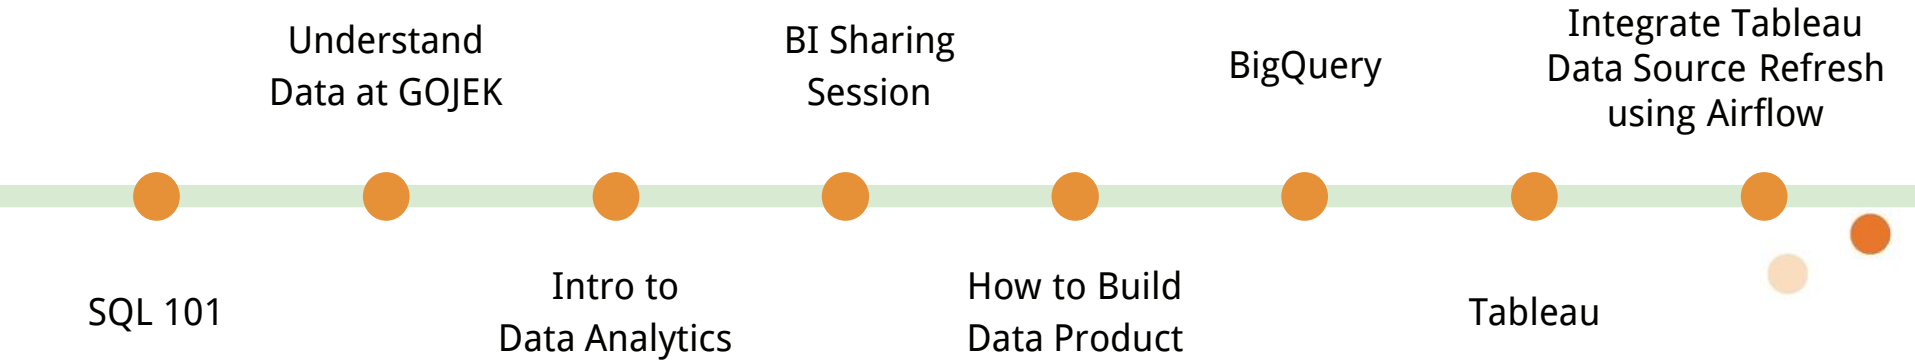 SQL 101
Understand
Data at GOJEK
Intro to
Data Analytics
BI Sharing
Session
How to Build
Data Product
BigQuery
Tableau
Integrate Tableau
Data Source Refresh
using Airflow